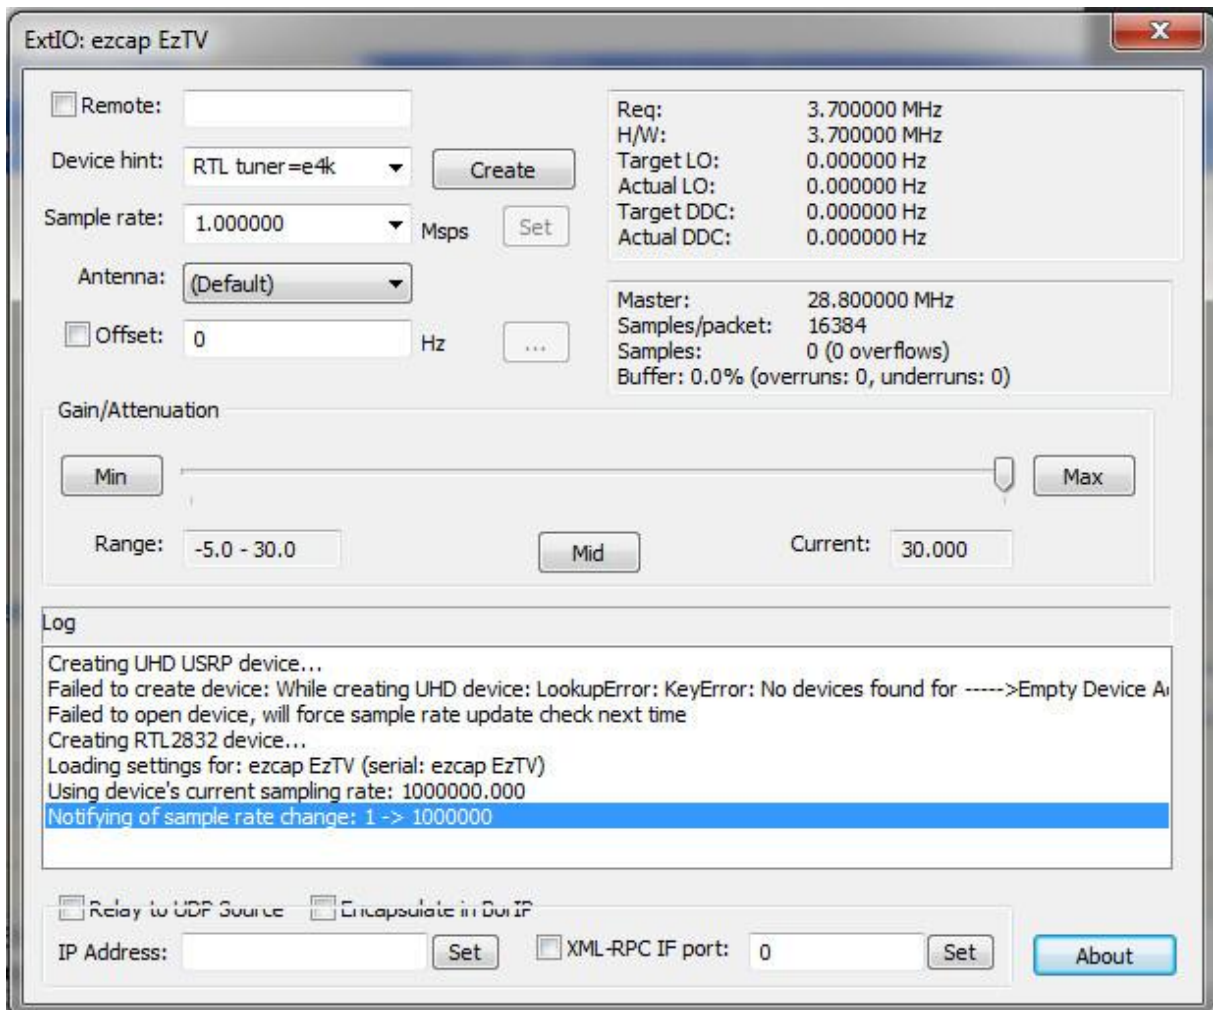 ExtIO: ezcap EzTV
Remote:
Device hint: RTL tuner=e4k Create
Sample rate: 1.000000 Msps Set
Antenna: (Default)
Offset: 0 Hz ...
Req: 3.700000 MHz
H/W: 3.700000 MHz
Target LO: 0.000000 Hz
Actual LO: 0.000000 Hz
Target DDC: 0.000000 Hz
Actual DDC: 0.000000 Hz
Master: 28.800000 MHz
Samples/packet: 16384
Samples: 0 (0 overflows)
Buffer: 0.0% (overruns: 0, underruns: 0)
Gain/Attenuation
Min Max
Range: -5.0 - 30.0 Mid Current: 30.000
Log
Creating UHD USRP device...
Failed to create device: While creating UHD device: LookupError: KeyError: No devices found for ----->Empty Device
Failed to open device, will force sample rate update check next time
Creating RTL2832 device...
Loading settings for: ezcap EzTV (serial: ezcap EzTV)
Using device's current sampling rate: 1000000.000
Notifying of sample rate change: 1 -> 1000000
Relay to UDP Source Encapsulate in BorIP
IP Address: Set XML-RPC IF port: 0 Set About